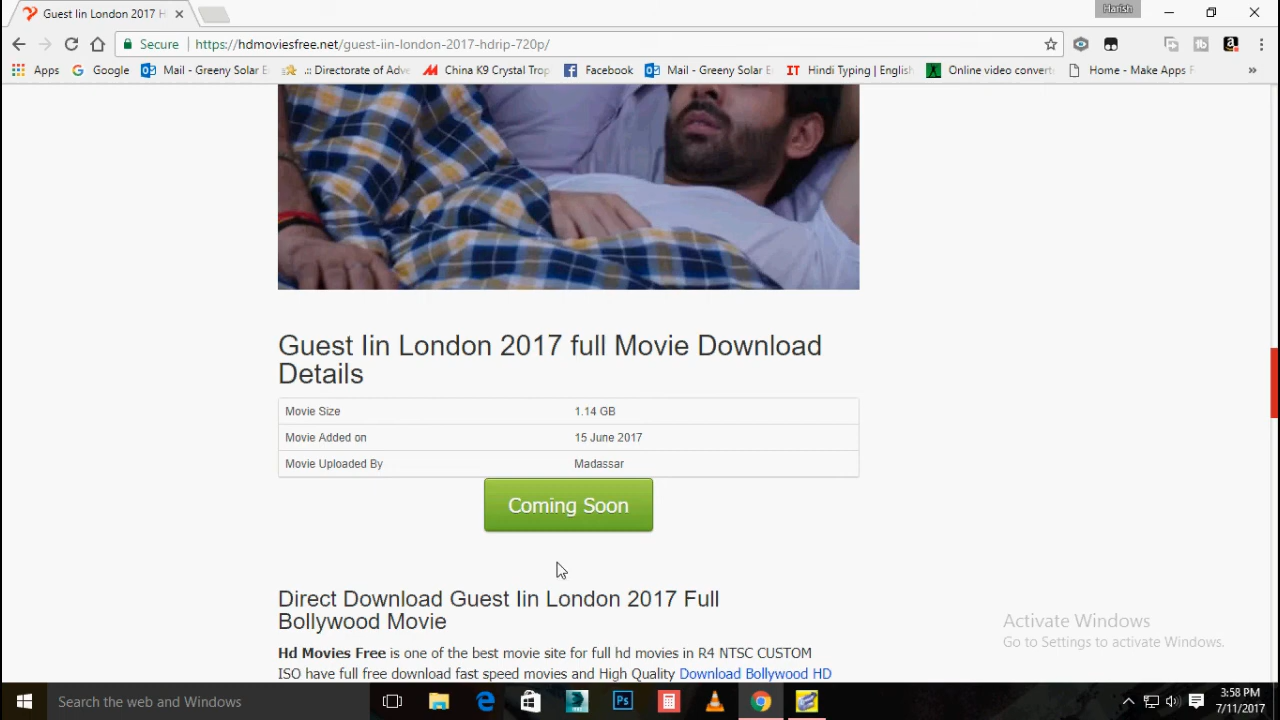 Guest Iin London 2017 H
Harish
Secure
https://hdmoviesfree.net/guest-iin-london-2017-hdrip-720p/
Apps
Google
Mail - Greeny Solar E
.:: Directorate of Adve
China K9 Crystal Trop
Facebook
Mail - Greeny Solar E
IT Hindi Typing | English
Online video converte
Home - Make Apps F
»
Guest Iin London 2017 full Movie Download
Details
Movie Size 1.14 GB
Movie Added on 15 June 2017
Movie Uploaded By Madassar
Coming Soon
Direct Download Guest Iin London 2017 Full
Bollywood Movie
Hd Movies Free is one of the best movie site for full hd movies in R4 NTSC CUSTOM
ISO have full free download fast speed movies and High Quality Download Bollywood HD
Activate Windows
Go to Settings to activate Windows.
Search the web and Windows
Ps
3:58 PM
7/11/2017